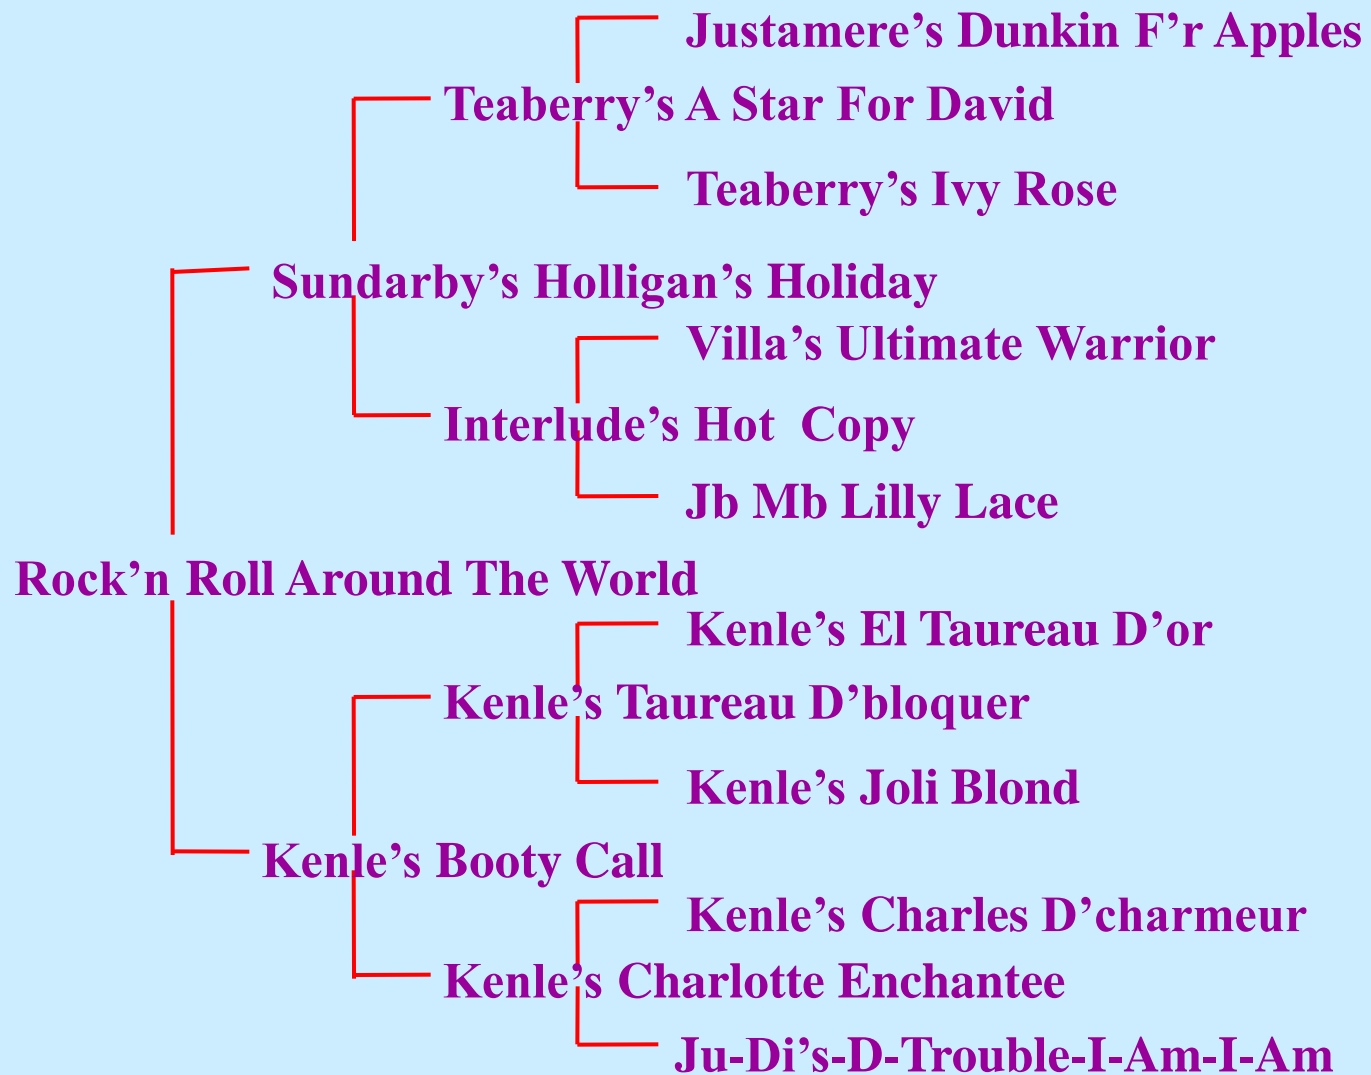 Justamere’s Dunkin F’r Apples
Teaberry’s A Star For David
Teaberry’s Ivy Rose
Sundarby’s Holligan’s Holiday
Villa’s Ultimate Warrior
Interlude’s Hot  Copy
Jb Mb Lilly Lace
Rock’n Roll Around The World
Kenle’s El Taureau D’or
Kenle’s Taureau D’bloquer
Kenle’s Joli Blond
Kenle’s Booty Call
Kenle’s Charles D’charmeur
Kenle’s Charlotte Enchantee
Ju-Di’s-D-Trouble-I-Am-I-Am